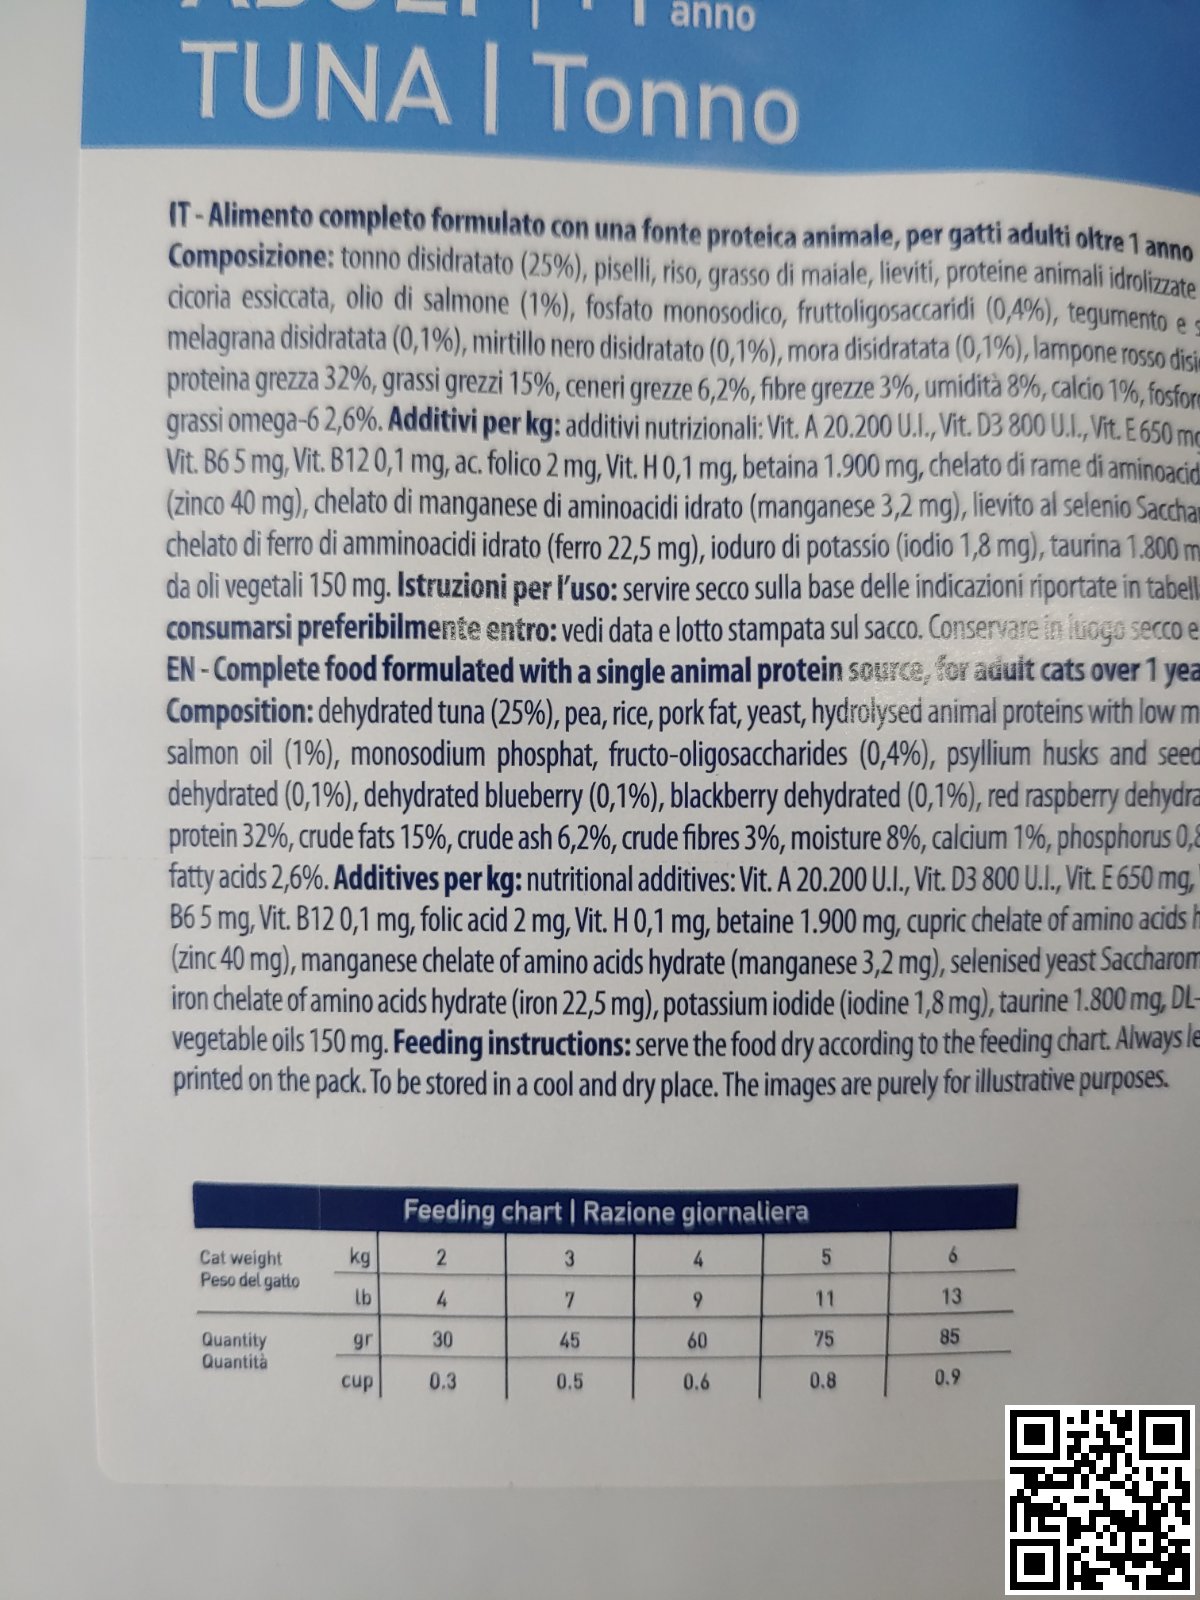 anno
TUNA | Tonno
IT - Alimento completo formulato con una fonte proteica animale, per gatti adulti oltre 1 anno
Composizione: tonno disidratato (25%), piselli, riso, grasso di maiale, lieviti, proteine animali idrolizzate
cicoria essiccata, olio di salmone (1%), fosfato monosodico, fruttoligosaccaridi (0,4%), tegumento e
melagrana disidratata (0,1%), mirtillo nero disidratato (0,1%), mora disidratata (0,1%), lampone rosso
proteina grezza 32%, grassi grezzi 15%, ceneri grezze 6,2%, fibre grezze 3%, umidità 8%, calcio 1%,
grassi omega-6 2,6%. Additivi per kg: additivi nutrizionali: Vit. A 20.200 U.I., Vit. D3 800 U.I., Vit. E 650
Vit. B6 5 mg, Vit. B12 0,1 mg, ac. folico 2 mg, Vit. H 0,1 mg, betaina 1.900 mg, chelato di rame di
(zinco 40 mg), chelato di manganese di aminoacidi idrato (manganese 3,2 mg), lievito al selenio
chelato di ferro di amminoacidi idrato (ferro 22,5 mg), ioduro di potassio (iodio 1,8 mg), taurina 1.800
da oli vegetali 150 mg. Istruzioni per l'uso: servire secco sulla base delle indicazioni riportate in
consumarsi preferibilmente entro: vedi data e lotto stampata sul sacco. Conservare in luogo secco e
EN - Complete food formulated with a single animal protein source, for adult cats over 1
Composition: dehydrated tuna (25%), pea, rice, pork fat, yeast, hydrolysed animal proteins with low
salmon oil (1%), monosodium phosphat, fructo-oligosaccharides (0,4%), psyllium husks and
dehydrated (0,1%), dehydrated blueberry (0,1%), blackberry dehydrated (0,1%), red raspberry
protein 32%, crude fats 15%, crude ash 6,2%, crude fibres 3%, moisture 8%, calcium 1%, phosphorus
fatty acids 2,6%. Additives per kg: nutritional additives: Vit. A 20.200 U.I., Vit. D3 800 U.I., Vit. E 650 mg,
B6 5 mg, Vit. B12 0,1 mg, folic acid 2 mg, Vit. H 0,1 mg, betaine 1.900 mg, cupric chelate of amino acids
(zinc 40 mg), manganese chelate of amino acids hydrate (manganese 3,2 mg), selenised yeast
iron chelate of amino acids hydrate (iron 22,5 mg), potassium iodide (iodine 1,8 mg), taurine 1.800 mg, DL-
vegetable oils 150 mg. Feeding instructions: serve the food dry according to the feeding chart. Always
printed on the pack. To be stored in a cool and dry place. The images are purely for illustrative purposes.
Feeding chart | Razione giornaliera
Cat weight kg 2 3 4 5 6
Peso del gatto
lb 4 7 9 11 13
Quantity gr 30 45 60 75 85
Quantità
cup 0.3 0.5 0.6 0.8 0.9